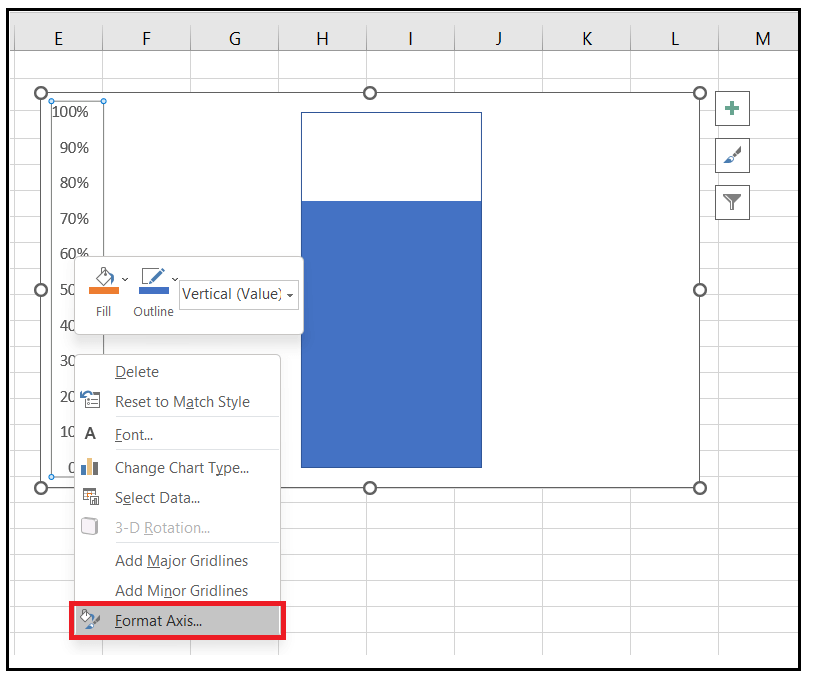 E F G H I J K L M
100%
90%
80%
70%
60%
Fill Outline Vertical (Value)
50
40
30
20
10
0
Delete
Reset to Match Style
A Font...
Change Chart Type...
Select Data...
3-D Rotation...
Add Major Gridlines
Add Minor Gridlines
Format Axis...